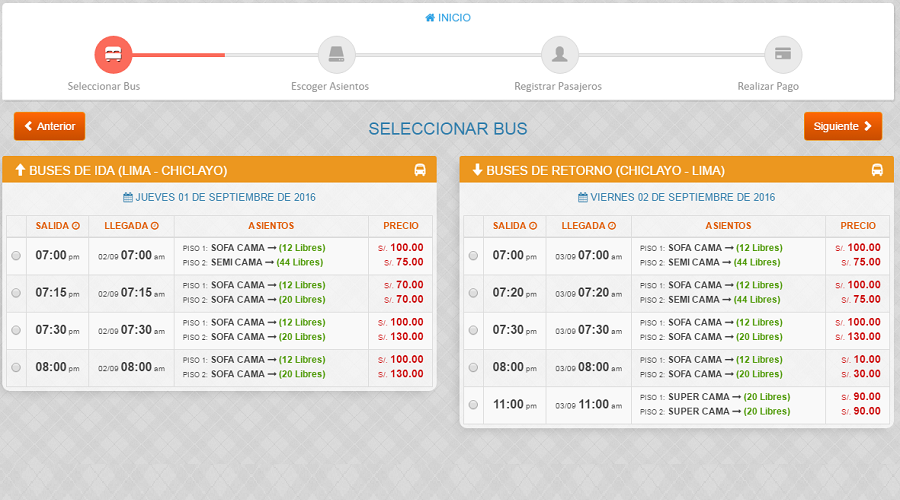 INICIO
Seleccionar Bus
Escoger Asientos
Registrar Pasajeros
Realizar Pago
Anterior
SELECCIONAR BUS
Siguiente
BUSES DE IDA (LIMA - CHICLAYO)
JUEVES 01 DE SEPTIEMBRE DE 2016
SALIDA LLEGADA ASIENTOS PRECIO
07:00 pm 02/09 07:00 am
PISO 1: SOFA CAMA → (12 Libres) S/. 100.00
PISO 2: SEMI CAMA → (44 Libres) S/. 75.00
07:15 pm 02/09 07:15 am
PISO 1: SOFA CAMA → (12 Libres) S/. 70.00
PISO 2: SOFA CAMA → (20 Libres) S/. 70.00
07:30 pm 02/09 07:30 am
PISO 1: SOFA CAMA → (12 Libres) S/. 100.00
PISO 2: SOFA CAMA → (20 Libres) S/. 130.00
08:00 pm 02/09 08:00 am
PISO 1: SOFA CAMA → (12 Libres) S/. 100.00
PISO 2: SOFA CAMA → (20 Libres) S/. 130.00
BUSES DE RETORNO (CHICLAYO - LIMA)
VIERNES 02 DE SEPTIEMBRE DE 2016
SALIDA LLEGADA ASIENTOS PRECIO
07:00 pm 03/09 07:00 am
PISO 1: SOFA CAMA → (12 Libres) S/. 100.00
PISO 2: SEMI CAMA → (44 Libres) S/. 75.00
07:20 pm 03/09 07:20 am
PISO 1: SOFA CAMA → (12 Libres) S/. 100.00
PISO 2: SEMI CAMA → (44 Libres) S/. 75.00
07:30 pm 03/09 07:30 am
PISO 1: SOFA CAMA → (12 Libres) S/. 100.00
PISO 2: SOFA CAMA → (20 Libres) S/. 130.00
08:00 pm 03/09 08:00 am
PISO 1: SOFA CAMA → (12 Libres) S/. 10.00
PISO 2: SOFA CAMA → (20 Libres) S/. 30.00
11:00 pm 03/09 11:00 am
PISO 1: SUPER CAMA → (20 Libres) S/. 90.00
PISO 2: SUPER CAMA → (20 Libres) S/. 90.00